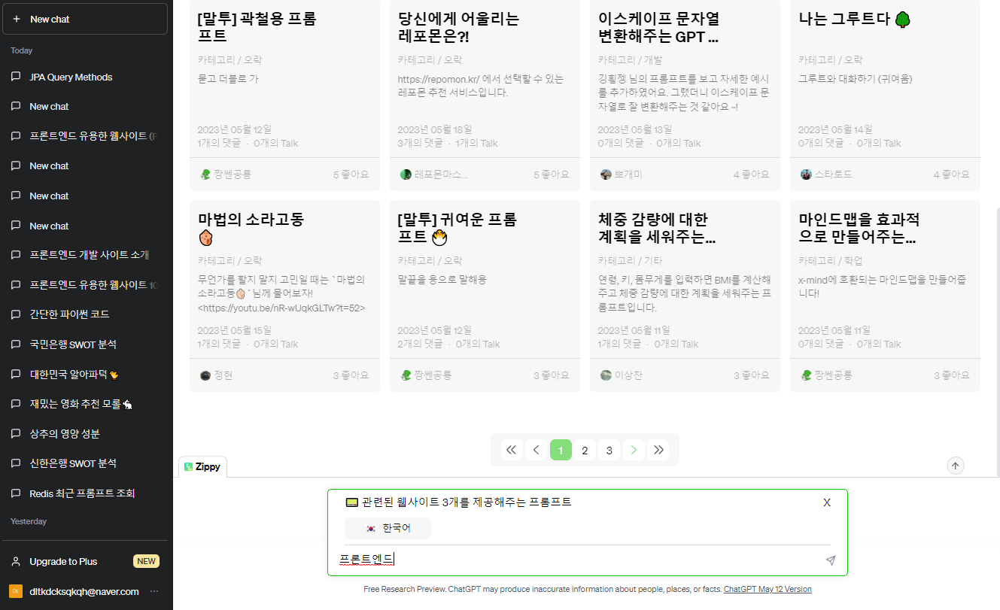 New chat
Today
JPA Query Methods
New chat
프론트엔드 유용한 웹사이트 (F
New chat
New chat
New chat
프론트엔드 개발 사이트 소개
프론트엔드 유용한 웹사이트 10
간단한 파이썬 코드
국민은행 SWOT 분석
대한민국 알아파덕🐤
재밌는 영화 추천 모롤🐇
상추의 영양 성분
신한은행 SWOT 분석
Redis 최근 프롬프트 조회
Yesterday
Upgrade to Plus
NEW
DL
dltkdcksqkqh@naver.com
[말투] 곽철용 프롬
프트
카테고리 / 오락
묻고 더블로 가
2023년 05월 12일
1개의 댓글 · 0개의 Talk
짱쎈공룡
5 좋아요
당신에게 어울리는
레포몬은?!
카테고리 / 오락
https://repomon.kr/ 에서 선택할 수 있는
레포몬 추천 서비스입니다.
2023년 05월 18일
3개의 댓글 · 1개의 Talk
레포몬마스...
5 좋아요
이스케이프 문자열
변환해주는 GPT ...
카테고리 / 개발
깅횡젱 님의 프롬프트를 보고 자세한 예시
를 추가하였어요. 그랬더니 이스케이프 문
자열로 잘 변환해주는 것 같아요 ~!
2023년 05월 13일
0개의 댓글 · 0개의 Talk
뽀개미
4 좋아요
나는 그루트다 🌳
카테고리 / 오락
그루트와 대화하기 (귀여움)
2023년 05월 14일
0개의 댓글 · 0개의 Talk
스타로드
4 좋아요
마법의 소라고동
🐚
카테고리 / 오락
무언가를 할지 말지 고민일 때는 `마법의
소라고동🐚`님께 물어보자!
<https://youtu.be/nR-wUqkGLTw?t=52>
2023년 05월 15일
1개의 댓글 · 0개의 Talk
정현
3 좋아요
[말투] 귀여운 프롬
프트 🐣
카테고리 / 오락
말끝을 용으로 말해용
2023년 05월 12일
2개의 댓글 · 0개의 Talk
짱쎈공룡
3 좋아요
체중 감량에 대한
계획을 세워주는...
카테고리 / 기타
연령, 키, 몸무게를 입력하면 BMI를 계산해
주고 체중 감량에 대한 계획을 세워주는 프
롬프트입니다.
2023년 05월 11일
1개의 댓글 · 0개의 Talk
이상찬
3 좋아요
마인드맵을 효과적
으로 만들어주는...
카테고리 / 학업
x-mind에 호환되는 마인드맵을 만들어줍
니다!
2023년 05월 11일
0개의 댓글 · 0개의 Talk
짱쎈공룡
3 좋아요
1 2 3
Zippy
📟 관련된 웹사이트 3개를 제공해주는 프롬프트
X
🇰🇷 한국어
프론트엔드
Free Research Preview. ChatGPT may produce inaccurate information about people, places, or facts. ChatGPT May 12 Version